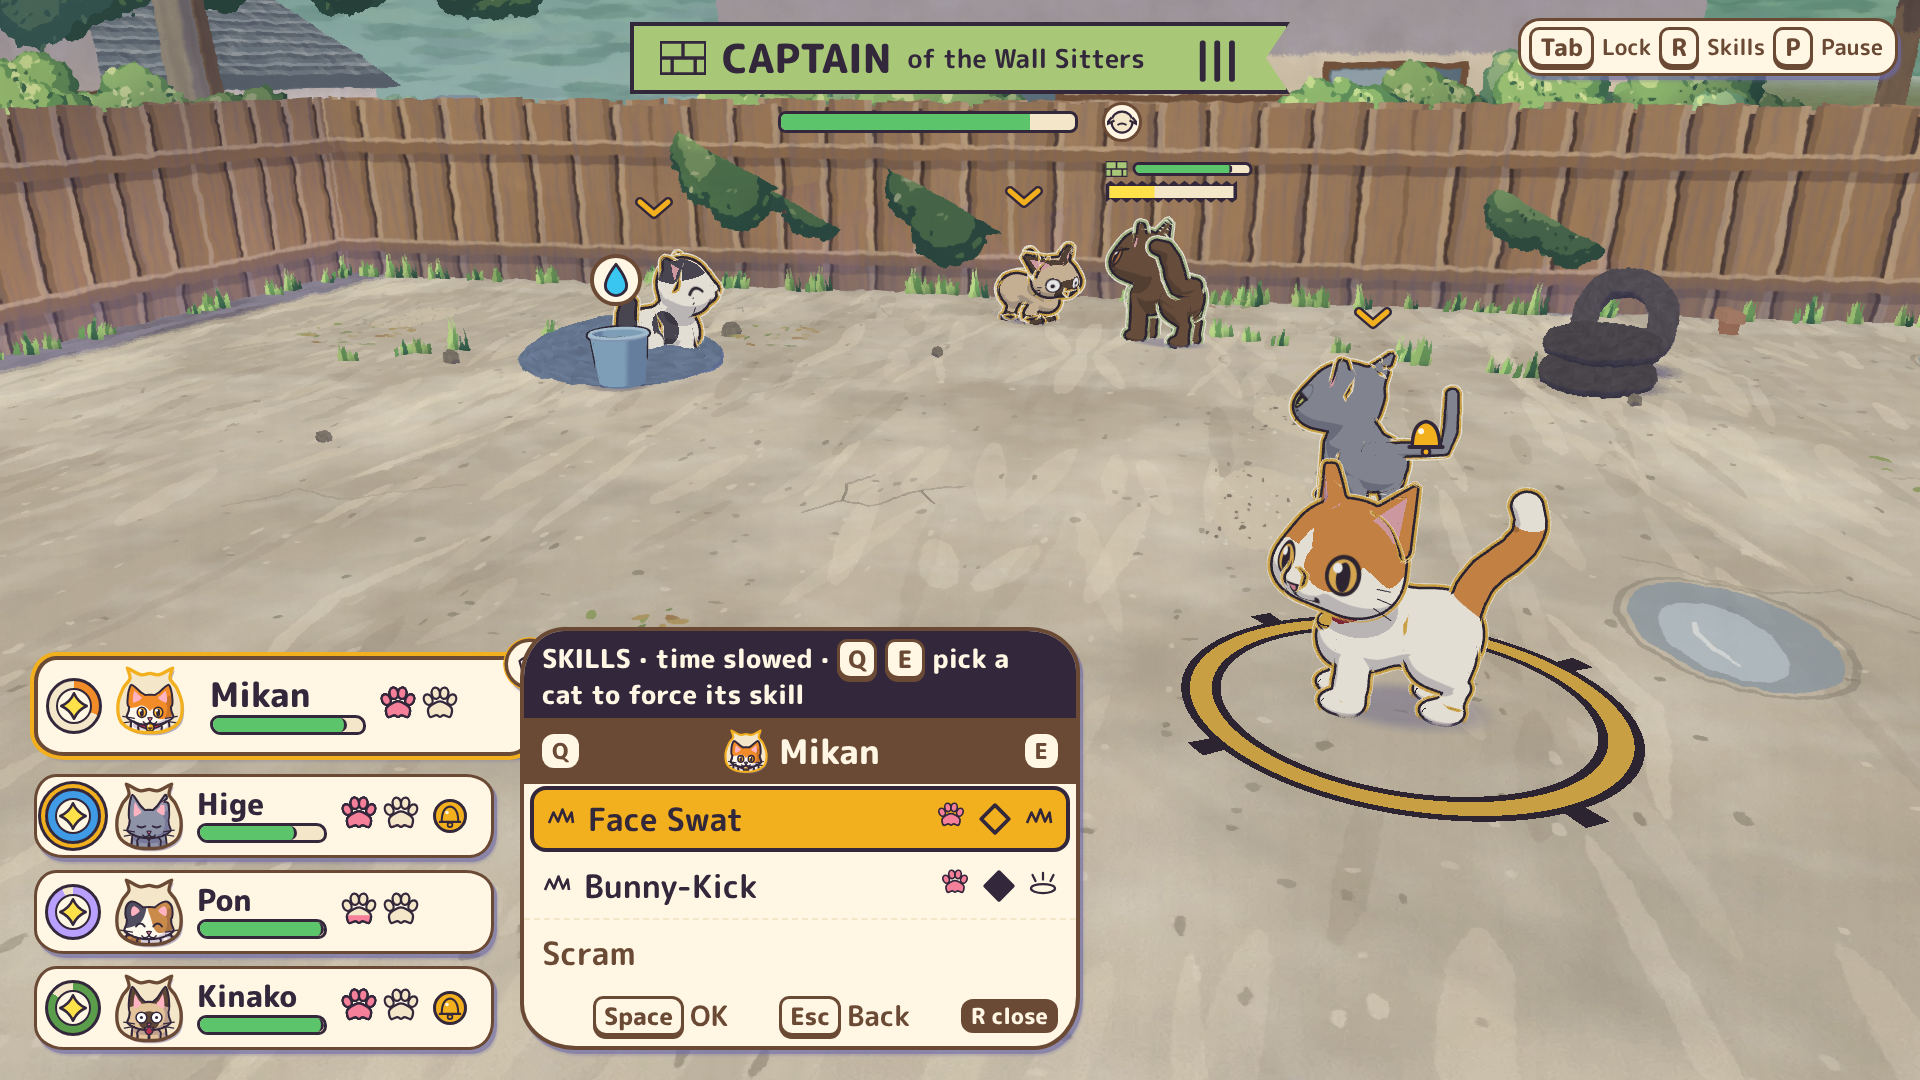 CAPTAIN of the Wall Sitters
Tab Lock R Skills P Pause
SKILLS · time slowed · Q E pick a
cat to force its skill
Q Mikan E
Face Swat
Bunny-Kick
Scram
Space OK Esc Back R close
Mikan
Hige
Pon
Kinako